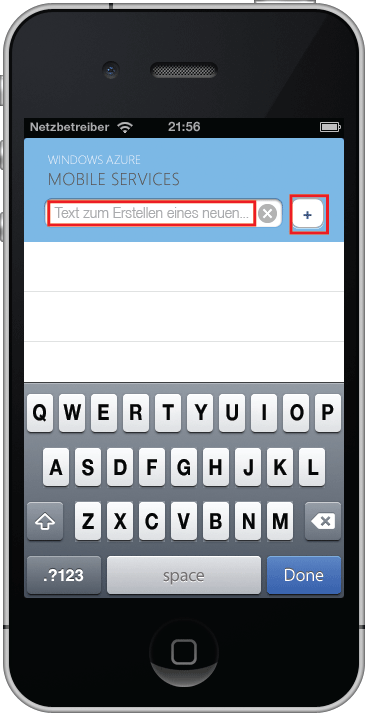 Netzbetreiber 21:56
WINDOWS AZURE
MOBILE SERVICES
Text zum Erstellen eines neuen... +
Q W E R T Y U I O P
A S D F G H J K L
Z X C V B N M
.?123 space Done